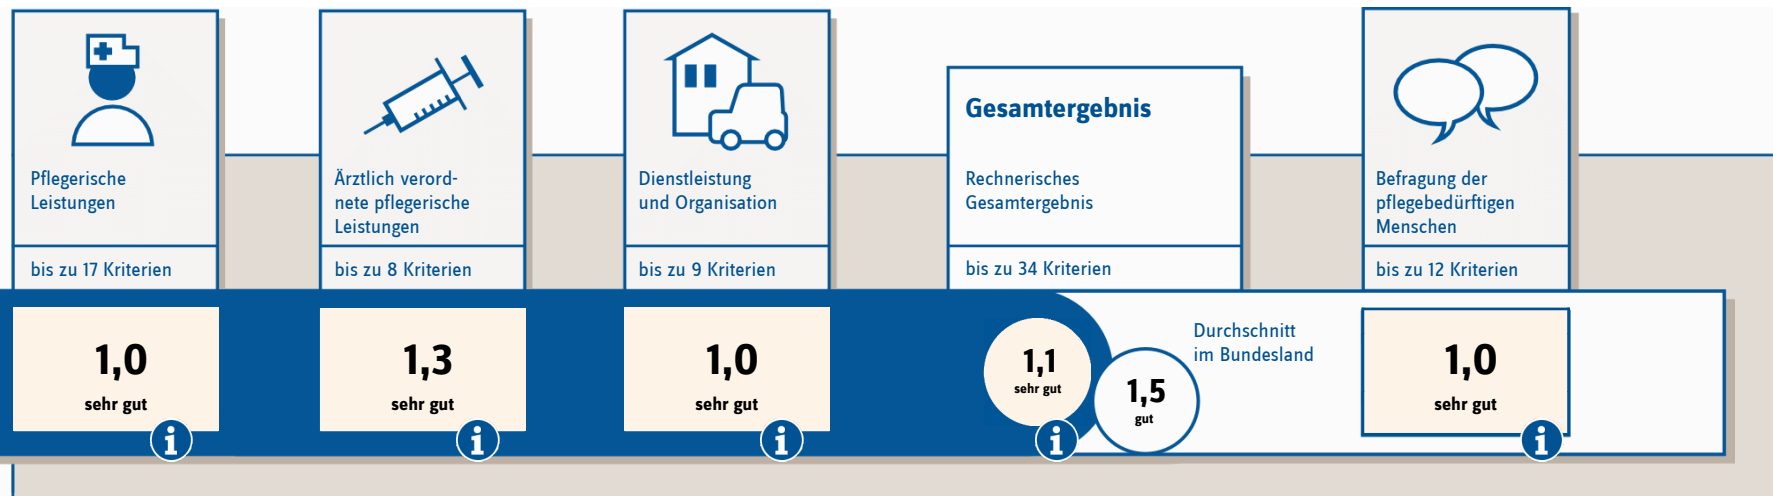 Pflegerische
Leistungen
bis zu 17 Kriterien
1,0
sehr gut
i
Ärztlich verord-
nete pflegerische
Leistungen
bis zu 8 Kriterien
1,3
sehr gut
i
Dienstleistung
und Organisation
bis zu 9 Kriterien
1,0
sehr gut
i
Gesamtergebnis
Rechnerisches
Gesamtergebnis
bis zu 34 Kriterien
1,1
sehr gut
i
1,5
gut
Durchschnitt
im Bundesland
Befragung der
pflegebedürftigen
Menschen
bis zu 12 Kriterien
1,0
sehr gut
i